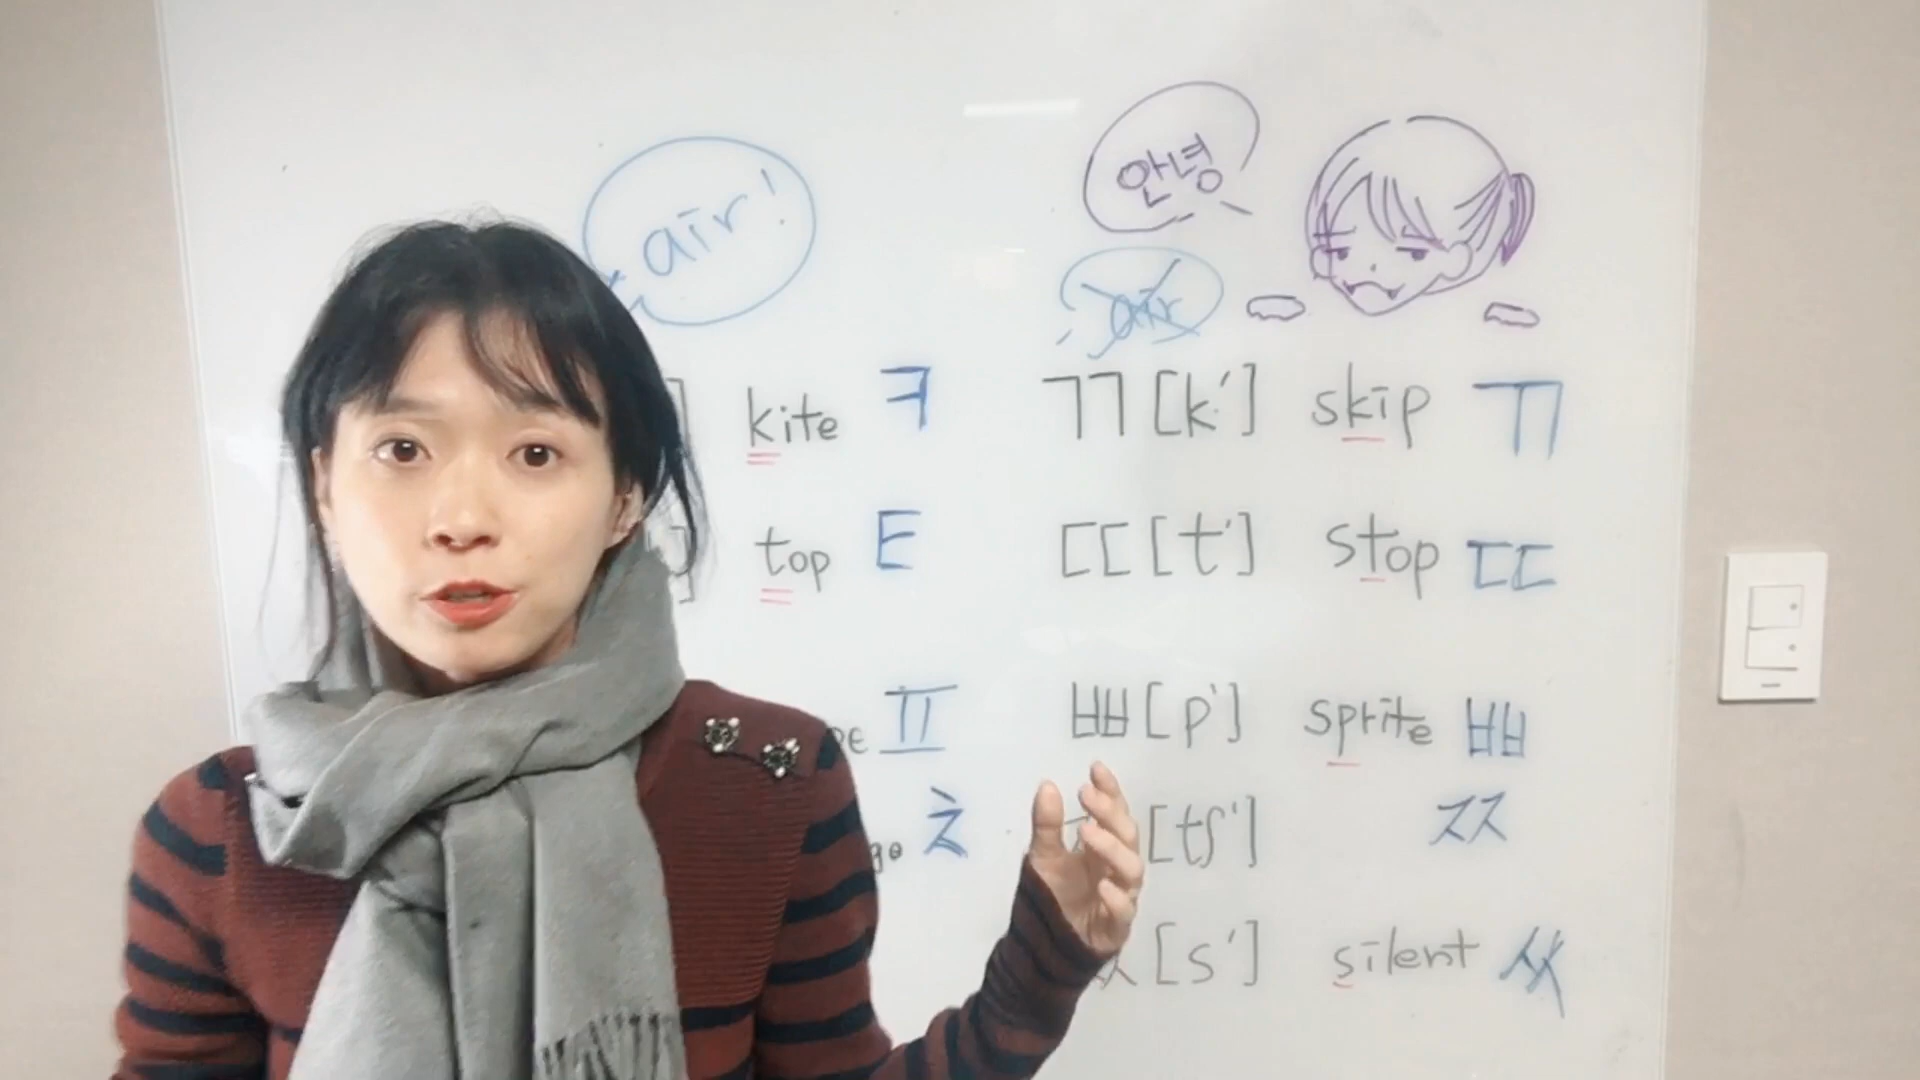 air!
안녕
air
] kite ㅋ ㄲ [k'] skip ㄲ
] top ㅌ ㄸ [t'] stop ㄸ
ㅍ ㅃ [p'] sprite ㅃ
ㅊ [tʃ'] ㅉ
[s'] silent ㅆ